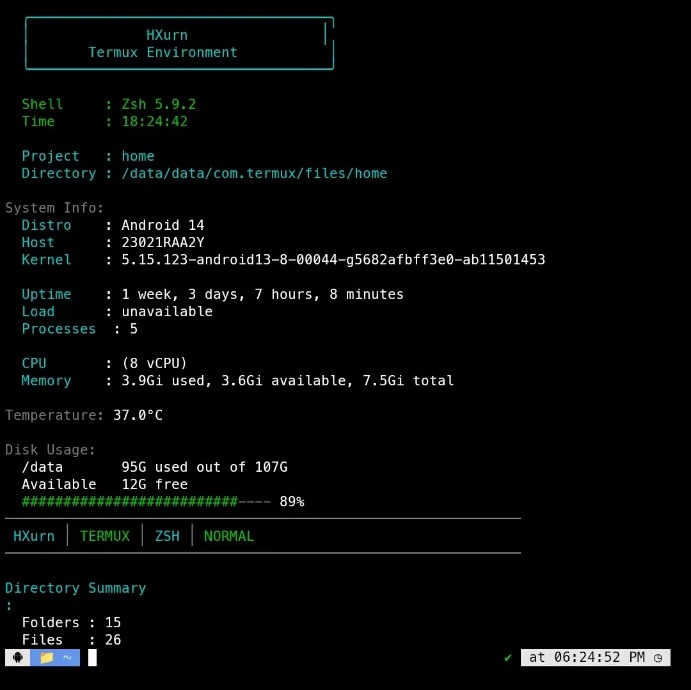 HXurn
Termux Environment
Shell     : Zsh 5.9.2
Time      : 18:24:42
Project   : home
Directory : /data/data/com.termux/files/home
System Info:
Distro    : Android 14
Host      : 23021RAA2Y
Kernel    : 5.15.123-android13-8-00044-g5682afbff3e0-ab11501453
Uptime    : 1 week, 3 days, 7 hours, 8 minutes
Load      : unavailable
Processes  : 5
CPU       : (8 vCPU)
Memory    : 3.9Gi used, 3.6Gi available, 7.5Gi total
Temperature: 37.0°C
Disk Usage:
/data       95G used out of 107G
Available   12G free
##########################---- 89%
HXurn │ TERMUX │ ZSH │ NORMAL
Directory Summary
:
Folders : 15
Files   : 26
~ ✔ at 06:24:52 PM